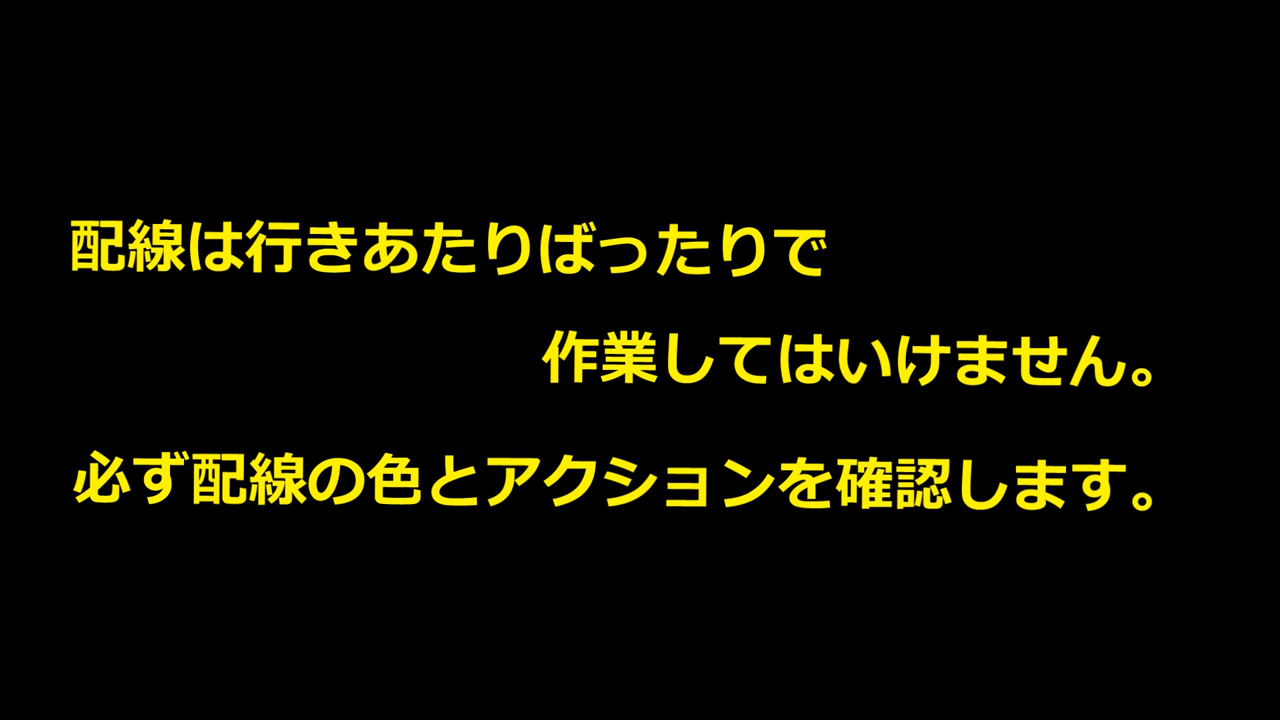 配線は行きあたりばったりで
作業してはいけません。
必ず配線の色とアクションを確認します。